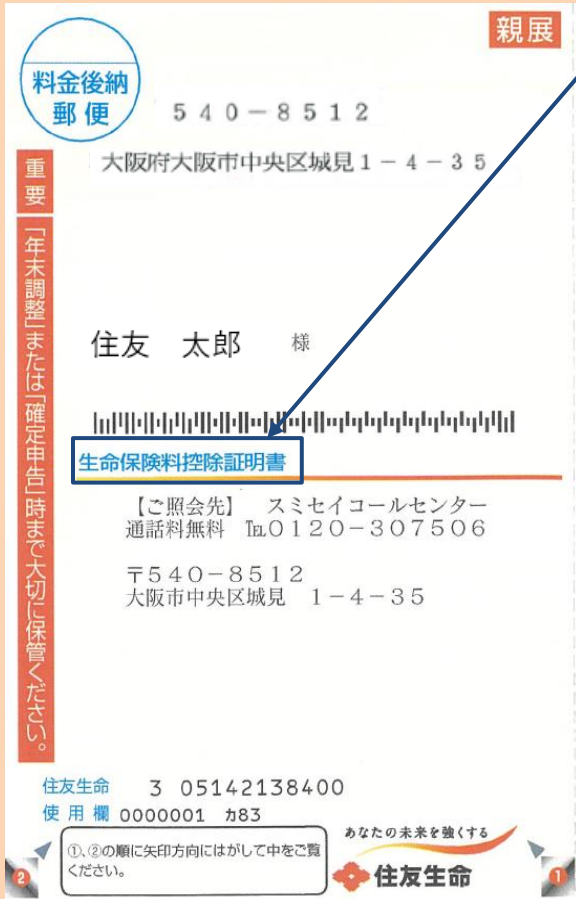 親展
料金後納
郵便
540-8512
大阪府大阪市中央区城見1-4-35
重要
「年末調整」または「確定申告」時まで大切に保管ください。
住友 太郎 様
生命保険料控除証明書
【ご照会先】 スミセイコールセンター
通話料無料 ℡0120-307506
〒540-8512
大阪市中央区城見 1-4-35
住友生命 3 05142138400
使用欄 0000001 ｶ83
①、②の順に矢印方向にはがして中をご覧
ください。
あなたの未来を強くする
住友生命
2
1